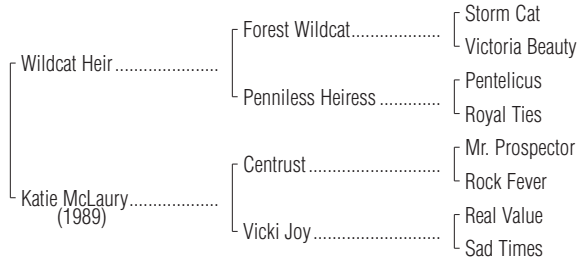 Storm Cat
Forest Wildcat....................
Victoria Beauty
Wildcat Heir.......................
Pentelicus
Penniless Heiress .............
Royal Ties
Mr. Prospector
Centrust..............................
Rock Fever
Katie McLaury....................
(1989)
Real Value
Vicki Joy.............................
Sad Times